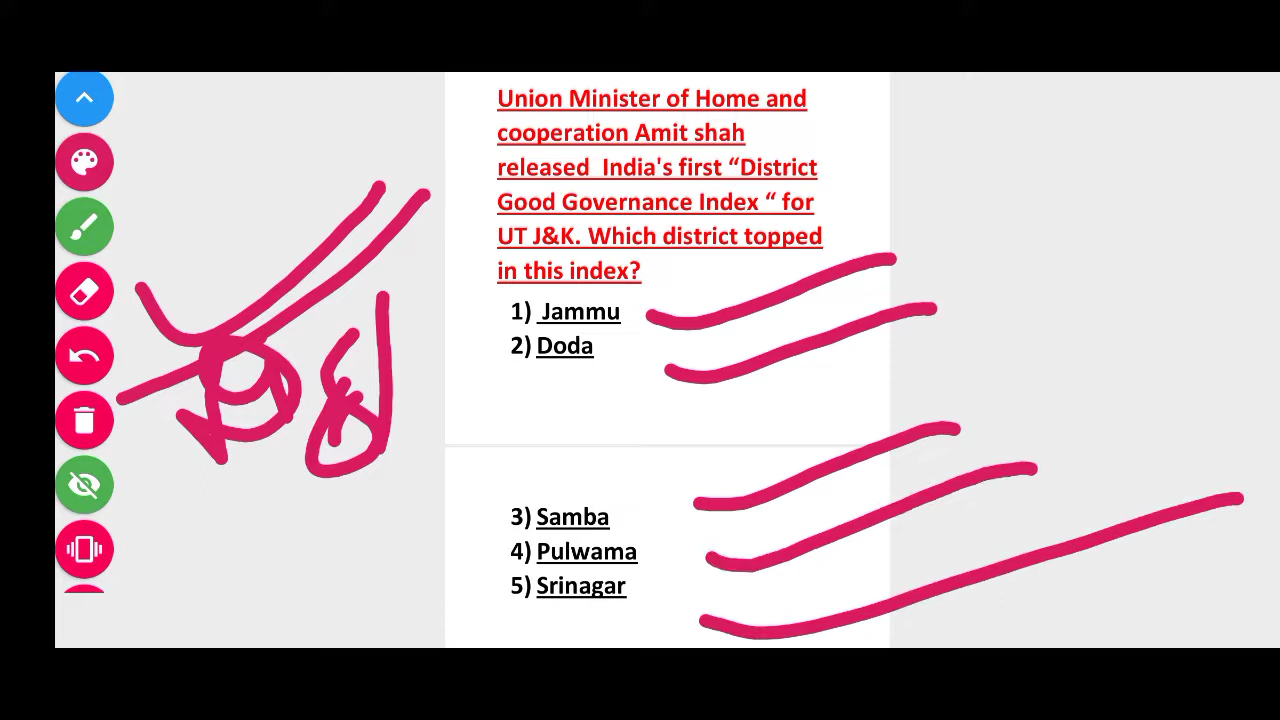 Union Minister of Home and
cooperation Amit shah
released  India's first “District
Good Governance Index “ for
UT J&K. Which district topped
in this index?
1) Jammu
2) Doda
3) Samba
4) Pulwama
5) Srinagar